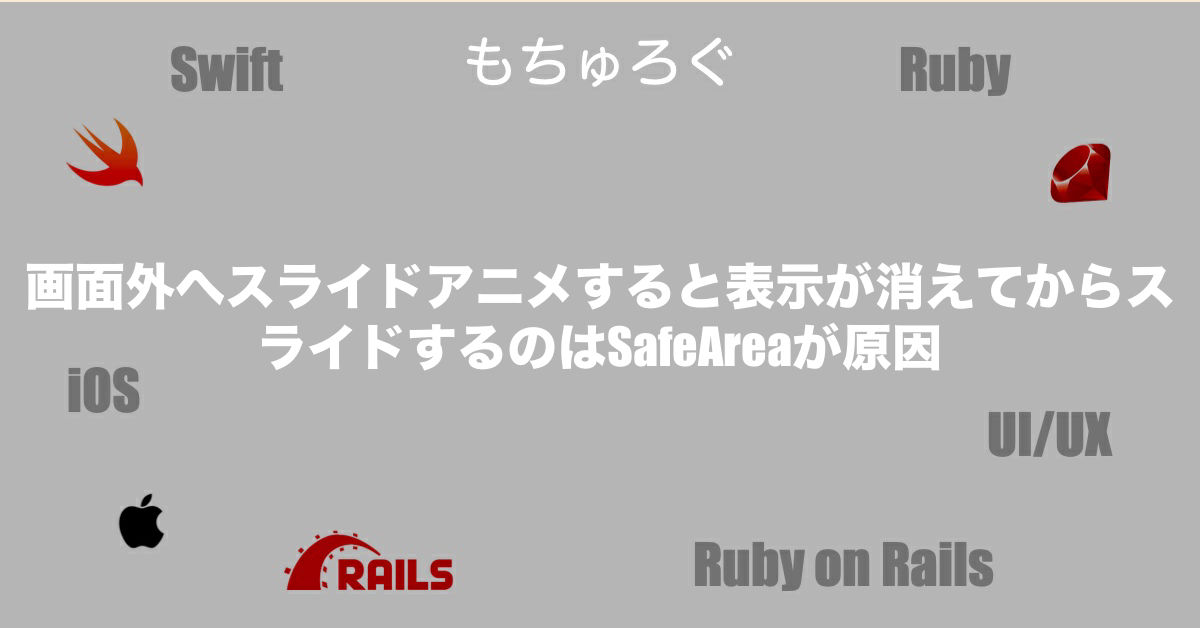 Swift
もちゅろぐ
Ruby
画面外へスライドアニメすると表示が消えてからス
ライドするのはSafeAreaが原因
iOS
UI/UX
RAILS
Ruby on Rails